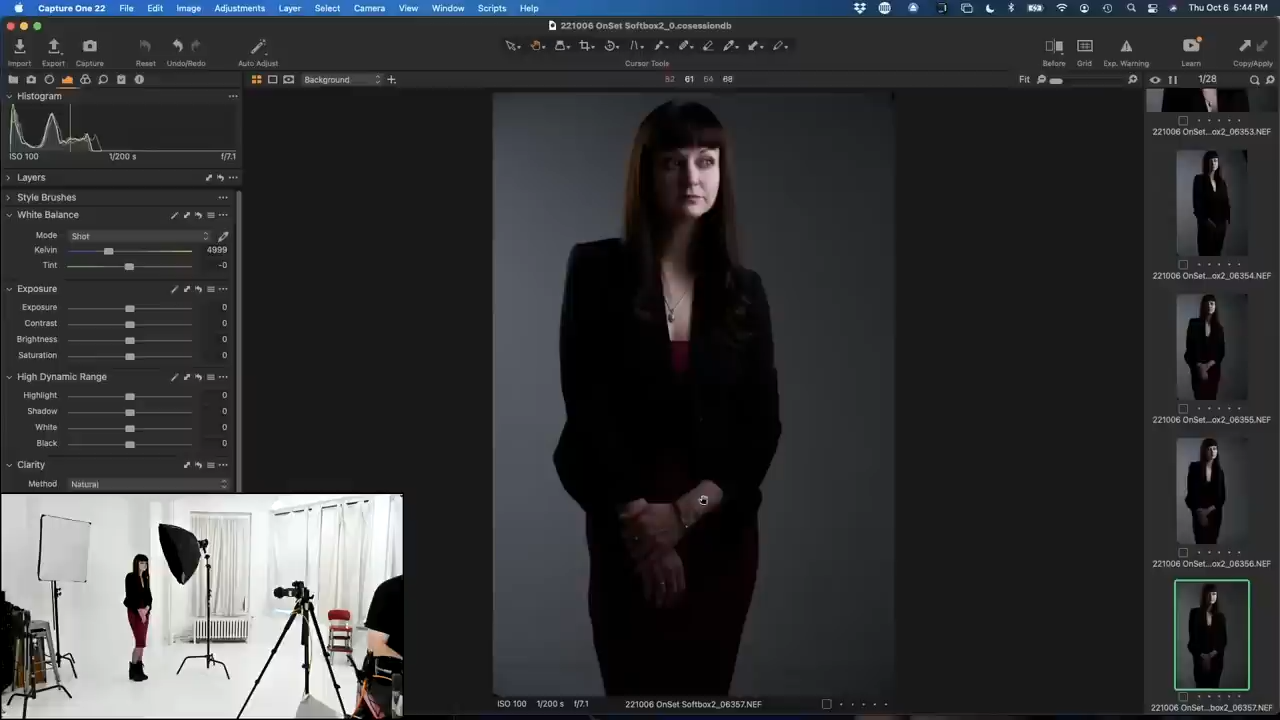 Capture One 22 File Edit Image Adjustments Layer Select Camera View Window Scripts Help Thu Oct 6 5:44 PM
221006 OnSet Softbox2_0.cosessiondb
Import Export Capture Reset Undo/Redo Auto Adjust Cursor Tools Before Grid Exp. Warning Learn Copy/Apply
Background 52 61 54 68 Fit 1/28
Histogram
ISO 100 1/200 s f/7.1
Layers
Style Brushes
White Balance
Mode Shot
Kelvin 4999
Tint -0
Exposure
Exposure 0
Contrast 0
Brightness 0
Saturation 0
High Dynamic Range
Highlight 0
Shadow 0
White 0
Black 0
Clarity
Method Natural
221006 OnSet...ox2_06353.NEF
221006 OnSet...ox2_06354.NEF
221006 OnSet...ox2_06355.NEF
221006 OnSet...ox2_06356.NEF
221006 OnSet...box2_06357.NEF
ISO 100 1/200 s f/7.1 221006 OnSet Softbox2_06357.NEF